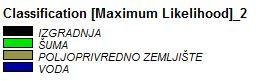 Classification [Maximum Likelihood]_2
IZGRADNJA
ŠUMA
POLJOPRIVREDNO ZEMLJIŠTE
VODA